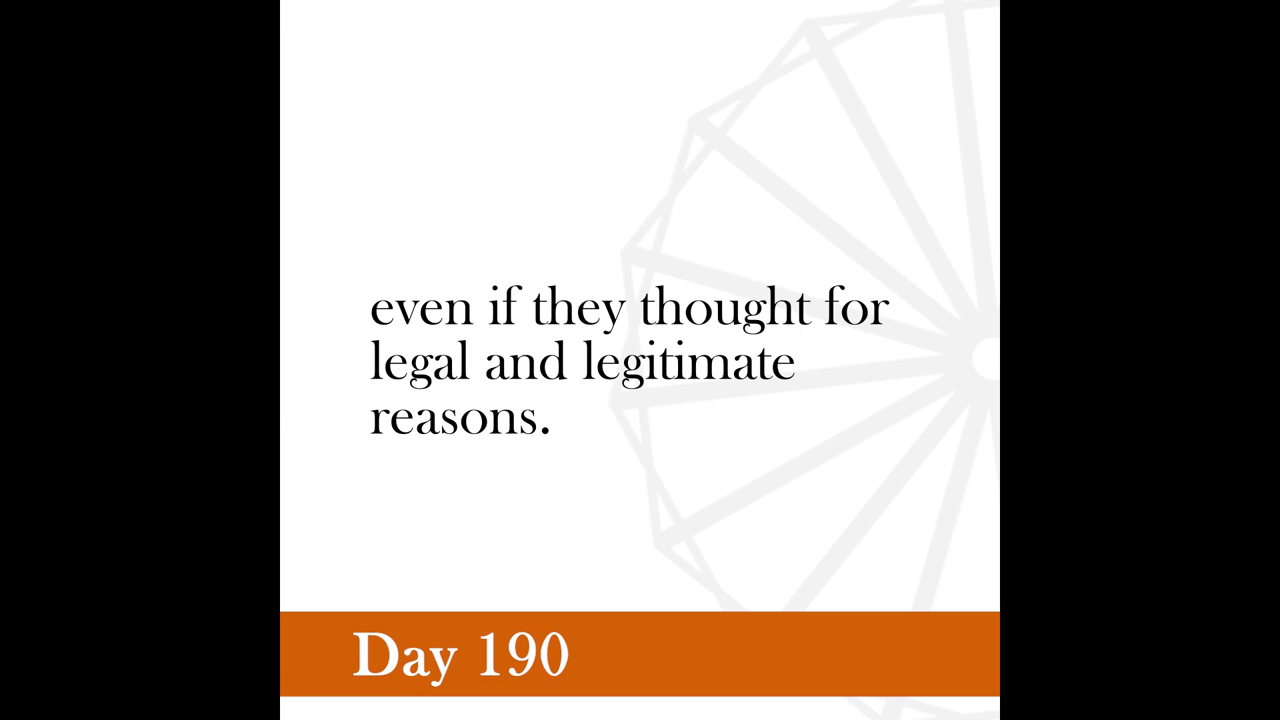 even if they thought for
legal and legitimate
reasons.
Day 190